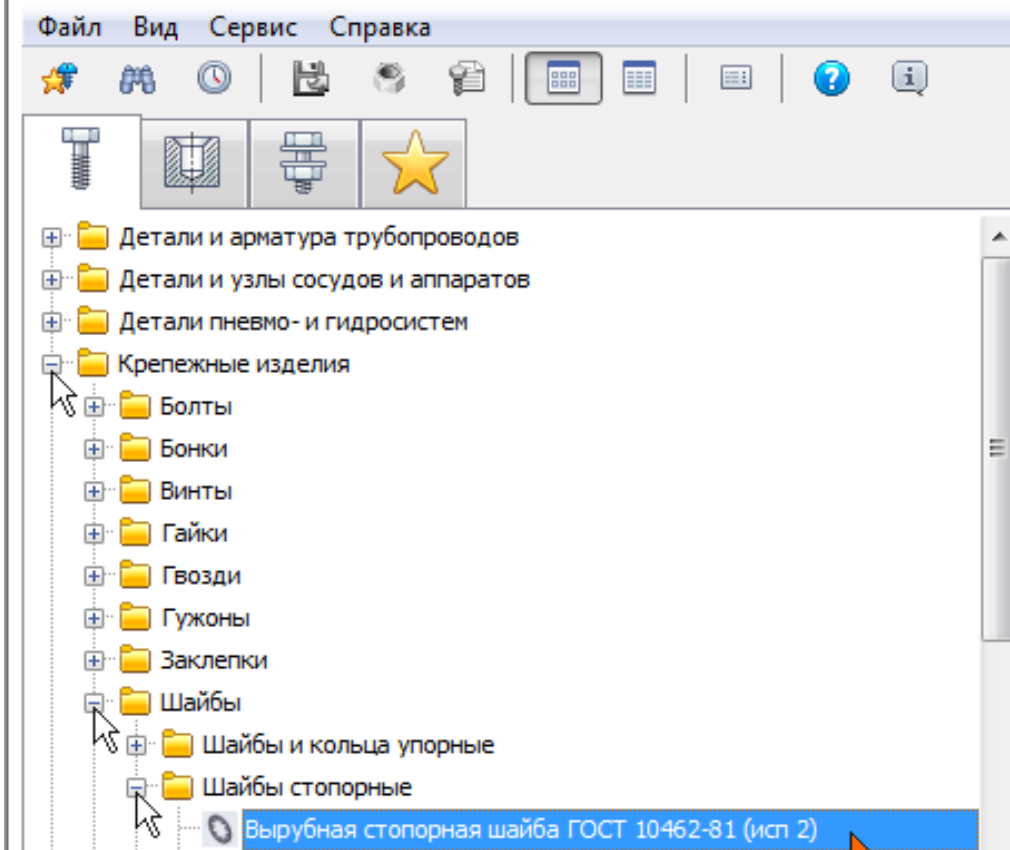 Файл Вид Сервис Справка
Детали и арматура трубопроводов
Детали и узлы сосудов и аппаратов
Детали пневмо- и гидросистем
Крепежные изделия
Болты
Бонки
Винты
Гайки
Гвозди
Гужоны
Заклепки
Шайбы
Шайбы и кольца упорные
Шайбы стопорные
Вырубная стопорная шайба ГОСТ 10462-81 (исп 2)